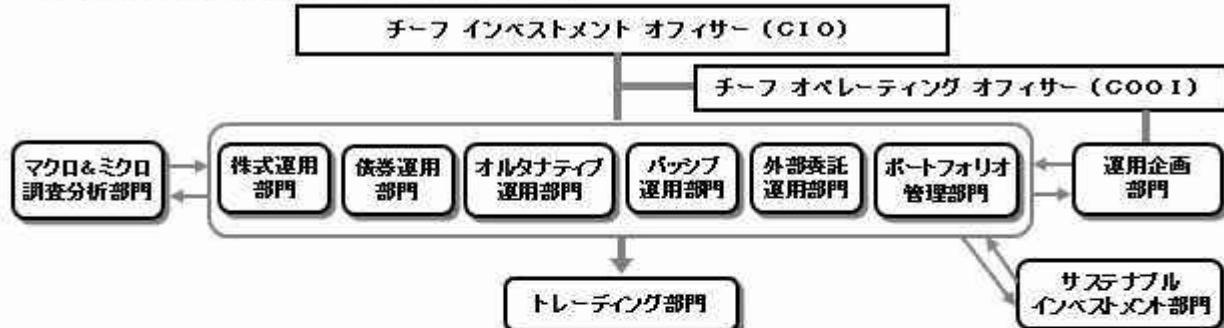 チーフ インベストメント オフィサー (CIO)
チーフ オペレーティング オフィサー (COOI)
マクロ&ミクロ
調査分析部門
株式運用
部門
債券運用
部門
オルタナティブ
運用部門
パッシブ
運用部門
外部委託
運用部門
ポートフォリオ
管理部門
運用企画
部門
トレーディング部門
サステナブル
インベストメント部門